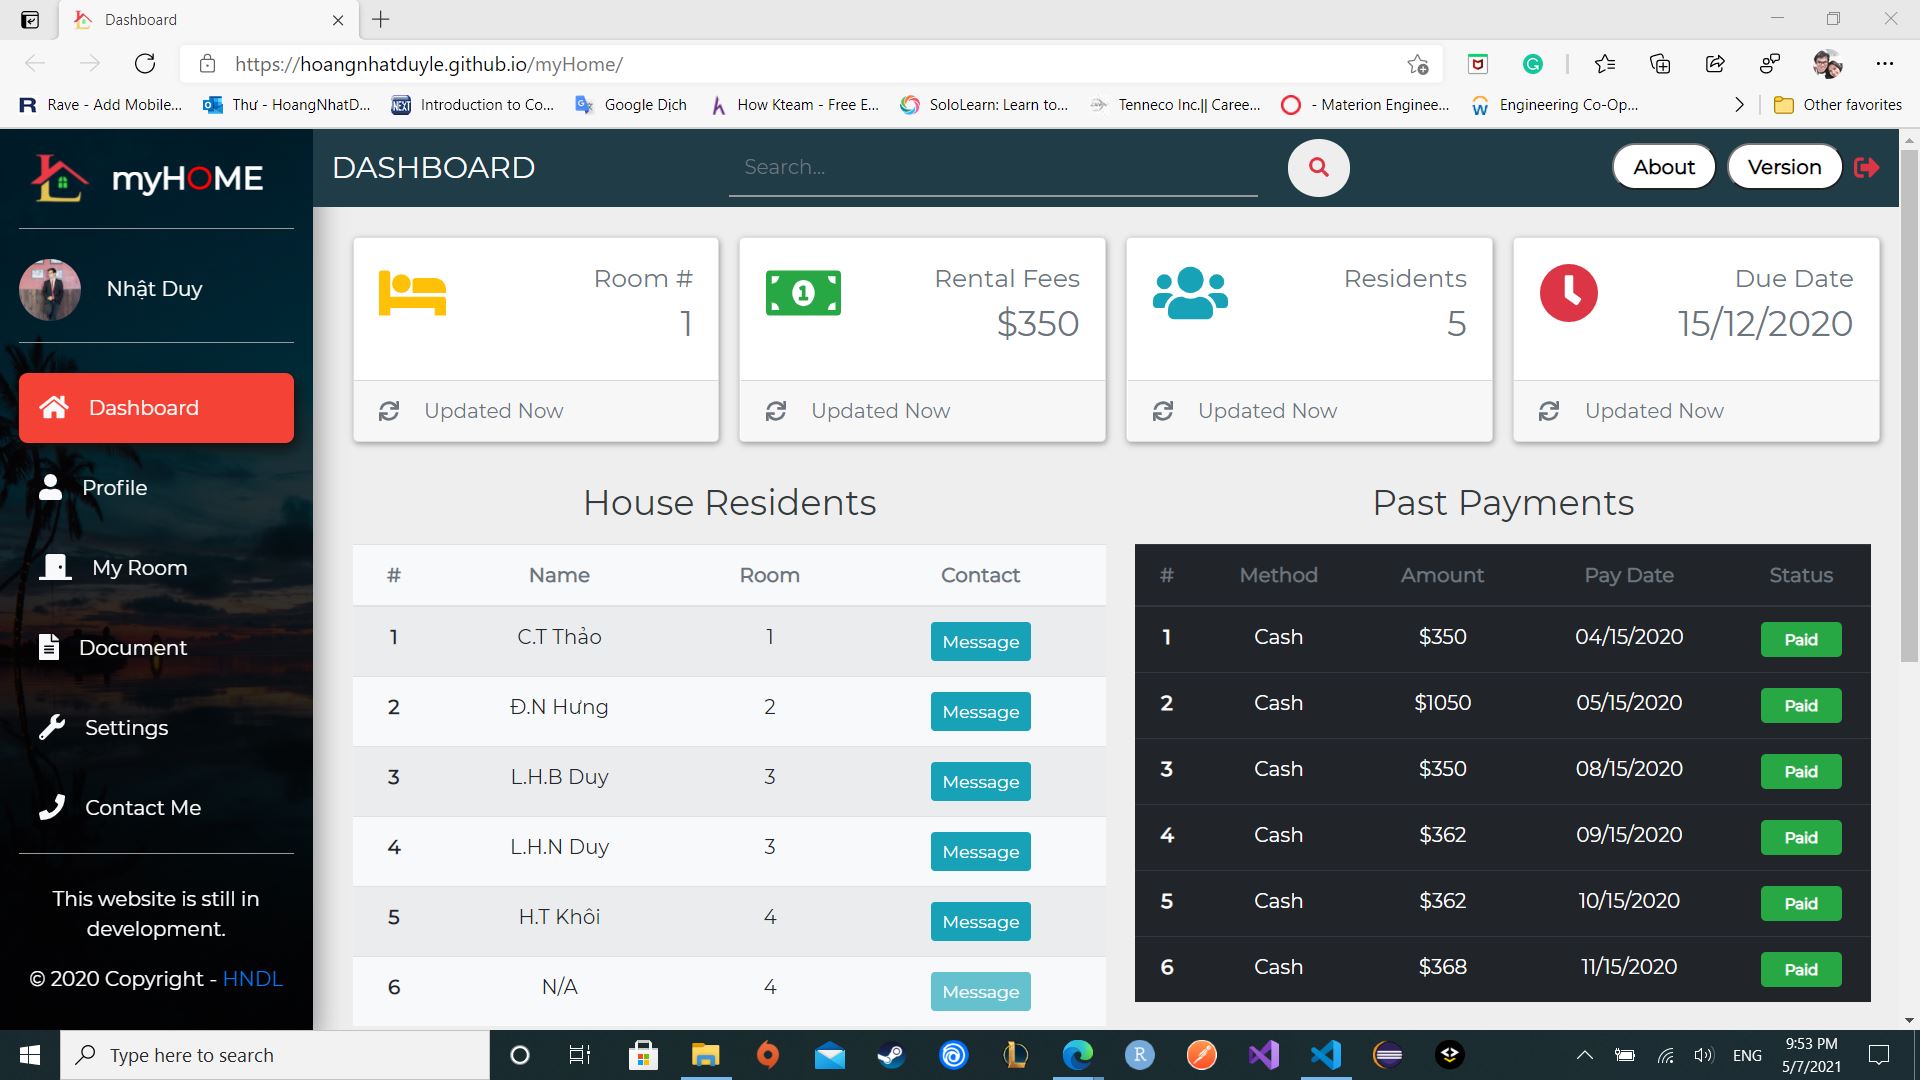 Dashboard
https://hoangnhatduyle.github.io/myHome/
Rave - Add Mobile...
Thư - HoangNhatD...
NEXT
Introduction to Co...
Google Dịch
How Kteam - Free E...
SoloLearn: Learn to...
Tenneco Inc.|| Caree...
- Materion Enginee...
Engineering Co-Op...
Other favorites
myHOME
DASHBOARD
Search...
About
Version
Nhật Duy
Dashboard
Profile
My Room
Document
Settings
Contact Me
This website is still in
development.
© 2020 Copyright - HNDL
Room #
1
Updated Now
1
Rental Fees
$350
Updated Now
Residents
5
Updated Now
Due Date
15/12/2020
Updated Now
House Residents
# Name Room Contact
1 C.T Thảo 1 Message
2 Đ.N Hưng 2 Message
3 L.H.B Duy 3 Message
4 L.H.N Duy 3 Message
5 H.T Khôi 4 Message
6 N/A 4 Message
Past Payments
# Method Amount Pay Date Status
1 Cash $350 04/15/2020 Paid
2 Cash $1050 05/15/2020 Paid
3 Cash $350 08/15/2020 Paid
4 Cash $362 09/15/2020 Paid
5 Cash $362 10/15/2020 Paid
6 Cash $368 11/15/2020 Paid
Type here to search
R
ENG
9:53 PM
5/7/2021